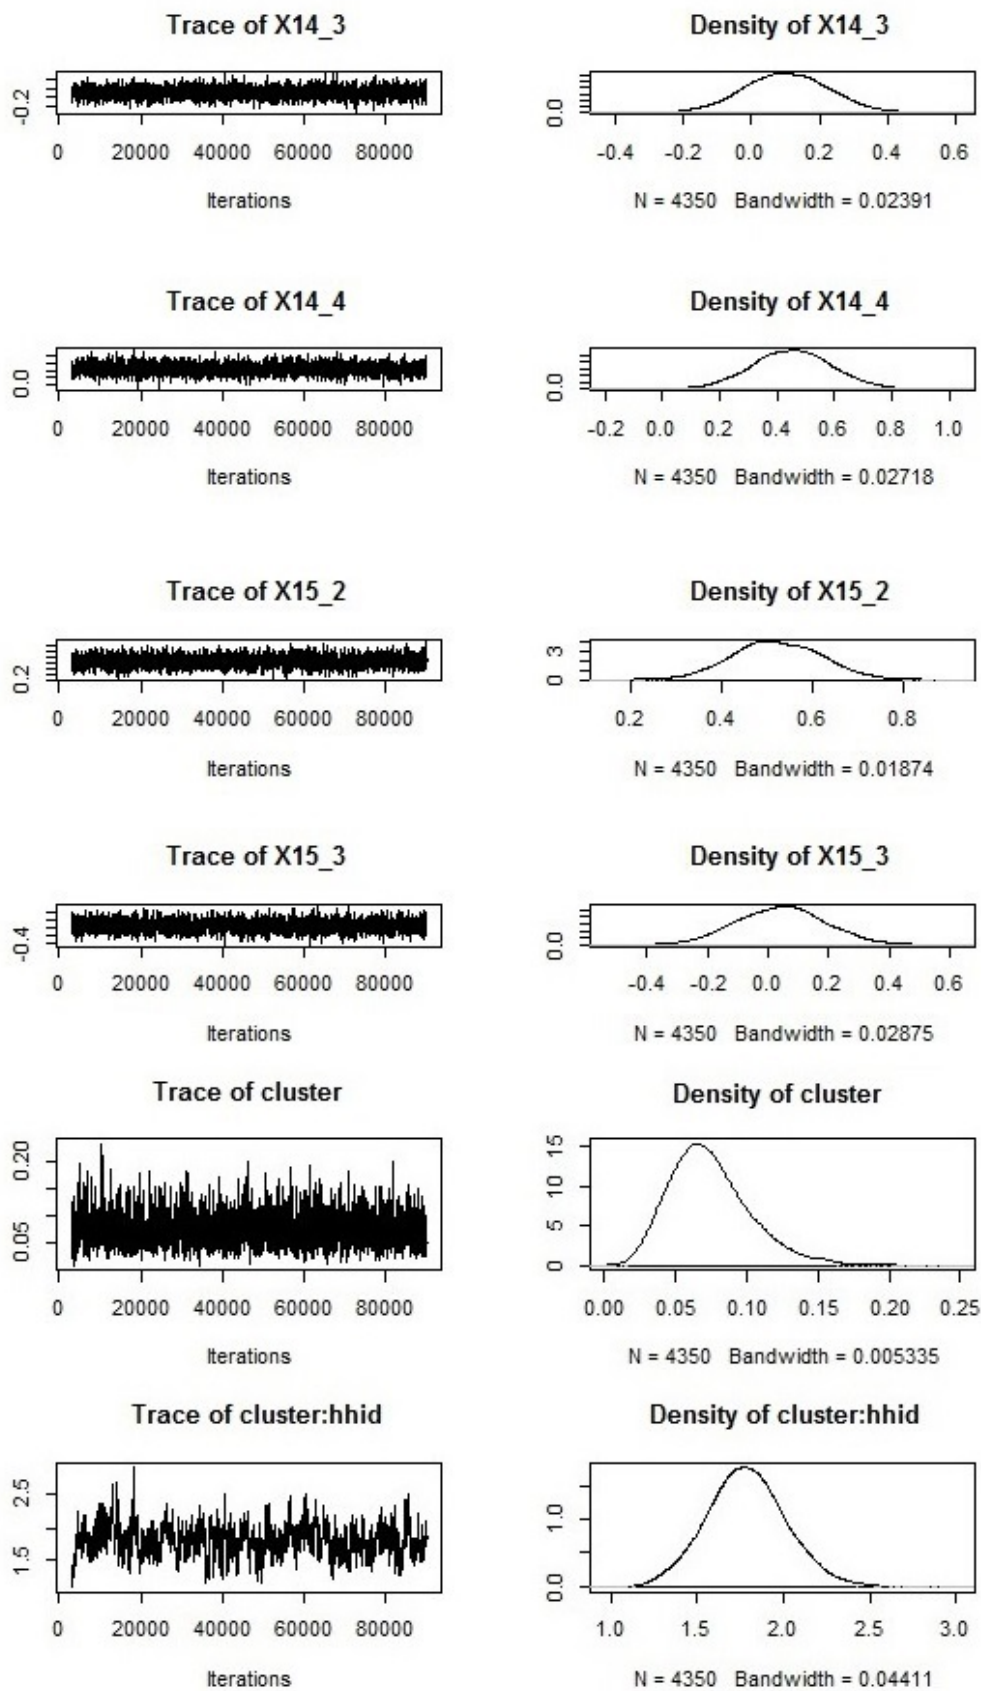 Trace of X14_3 Density of X14_3
-0.2 0.0
0 20000 40000 60000 80000 -0.4 -0.2 0.0 0.2 0.4 0.6
Iterations N = 4350 Bandwidth = 0.02391
Trace of X14_4 Density of X14_4
0.0 0.0
0 20000 40000 60000 80000 -0.2 0.0 0.2 0.4 0.6 0.8 1.0
Iterations N = 4350 Bandwidth = 0.02718
Trace of X15_2 Density of X15_2
0.2 0 3
0 20000 40000 60000 80000 0.2 0.4 0.6 0.8
Iterations N = 4350 Bandwidth = 0.01874
Trace of X15_3 Density of X15_3
-0.4 0.0
0 20000 40000 60000 80000 -0.4 -0.2 0.0 0.2 0.4 0.6
Iterations N = 4350 Bandwidth = 0.02875
Trace of cluster Density of cluster
0.05 0.20 0 5 10 15
0 20000 40000 60000 80000 0.00 0.05 0.10 0.15 0.20 0.25
Iterations N = 4350 Bandwidth = 0.005335
Trace of cluster:hhid Density of cluster:hhid
1.5 2.5 0.0 1.0
0 20000 40000 60000 80000 1.0 1.5 2.0 2.5 3.0
Iterations N = 4350 Bandwidth = 0.04411